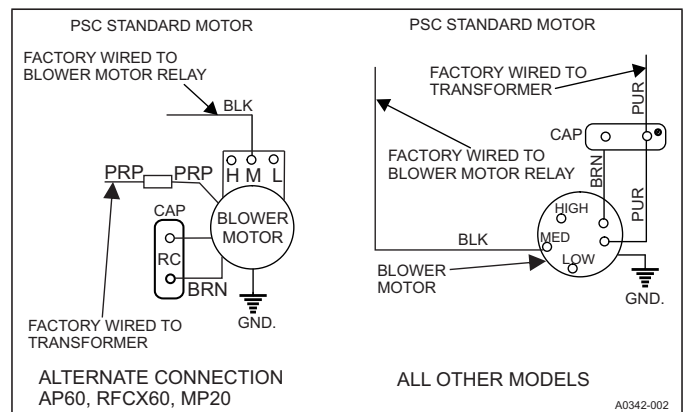 PSC STANDARD MOTOR
FACTORY WIRED TO
BLOWER MOTOR RELAY
BLK
H M L
PRP PRP
CAP
BLOWER
MOTOR
RC
BRN
GND.
FACTORY WIRED TO
TRANSFORMER
ALTERNATE CONNECTION
AP60, RFCX60, MP20
PSC STANDARD MOTOR
FACTORY WIRED TO
TRANSFORMER
PUR
CAP
FACTORY WIRED TO
BLOWER MOTOR RELAY
BRN
PUR
HIGH
BLK
MED
LOW
BLOWER
MOTOR
GND.
ALL OTHER MODELS
A0342-002